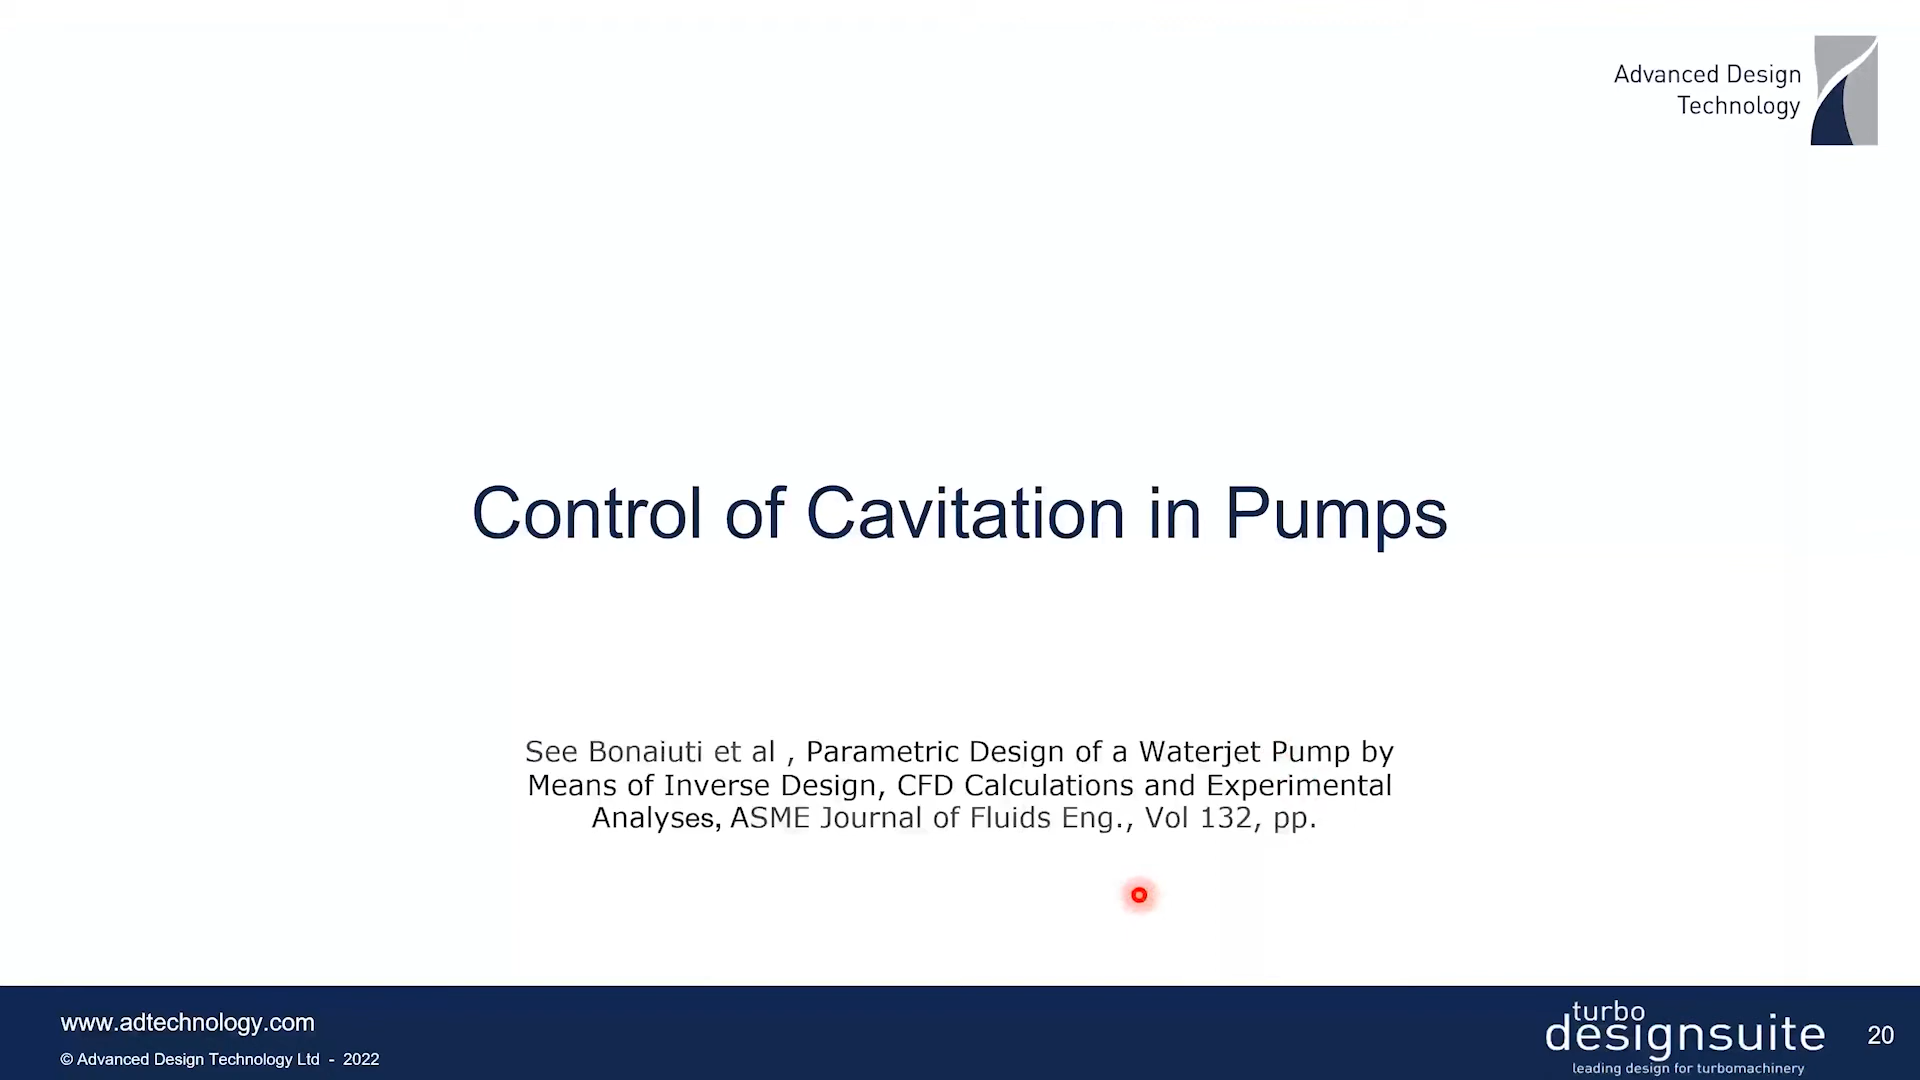 Advanced Design
Technology
Control of Cavitation in Pumps
See Bonaiuti et al , Parametric Design of a Waterjet Pump by
Means of Inverse Design, CFD Calculations and Experimental
Analyses, ASME Journal of Fluids Eng., Vol 132, pp.
www.adtechnology.com
© Advanced Design Technology Ltd - 2022
turbo
designsuite
leading design for turbomachinery
20